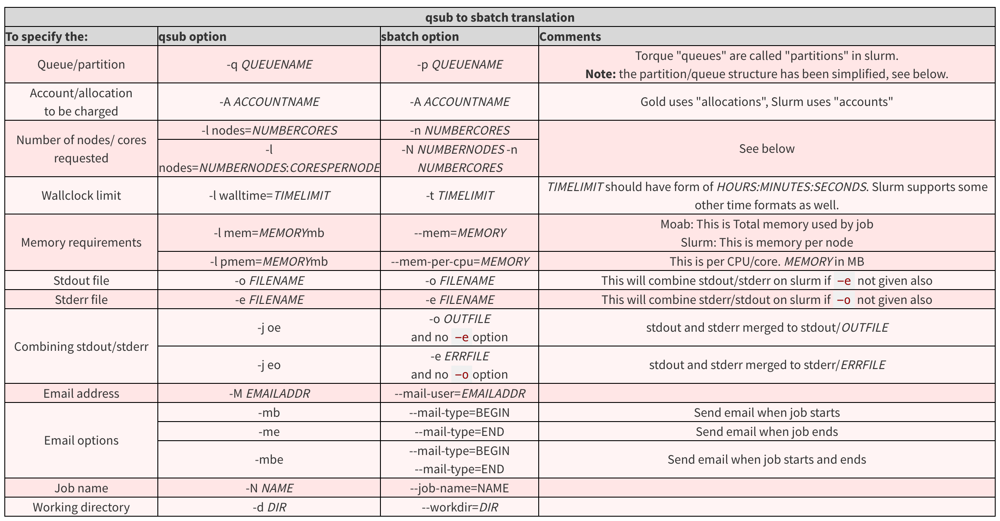 qsub to sbatch translation
To specify the:
qsub option
sbatch option
Comments
Queue/partition
-q QUEUENAME
-p QUEUENAME
Torque "queues" are called "partitions" in slurm.
Note: the partition/queue structure has been simplified, see below.
Account/allocation
to be charged
-A ACCOUNTNAME
-A ACCOUNTNAME
Gold uses "allocations", Slurm uses "accounts"
Number of nodes/ cores
requested
-l nodes=NUMBERCORES
-n NUMBERCORES
See below
-l
nodes=NUMBERNODES:CORESPERNODE
-N NUMBERNODES -n
NUMBERCORES
Wallclock limit
-l walltime=TIMELIMIT
-t TIMELIMIT
TIMELIMIT should have form of HOURS:MINUTES:SECONDS. Slurm supports some
other time formats as well.
Memory requirements
-l mem=MEMORYmb
--mem=MEMORY
Moab: This is Total memory used by job
Slurm: This is memory per node
-l pmem=MEMORYmb
--mem-per-cpu=MEMORY
This is per CPU/core. MEMORY in MB
Stdout file
-o FILENAME
-o FILENAME
This will combine stdout/stderr on slurm if –e not given also
Stderr file
-e FILENAME
-e FILENAME
This will combine stderr/stdout on slurm if –o not given also
Combining stdout/stderr
-j oe
-o OUTFILE
and no –e option
stdout and stderr merged to stdout/OUTFILE
-j eo
-e ERRFILE
and no –o option
stdout and stderr merged to stderr/ERRFILE
Email address
-M EMAILADDR
--mail-user=EMAILADDR
Email options
-mb
--mail-type=BEGIN
Send email when job starts
-me
--mail-type=END
Send email when job ends
-mbe
--mail-type=BEGIN
--mail-type=END
Send email when job starts and ends
Job name
-N NAME
--job-name=NAME
Working directory
-d DIR
--workdir=DIR